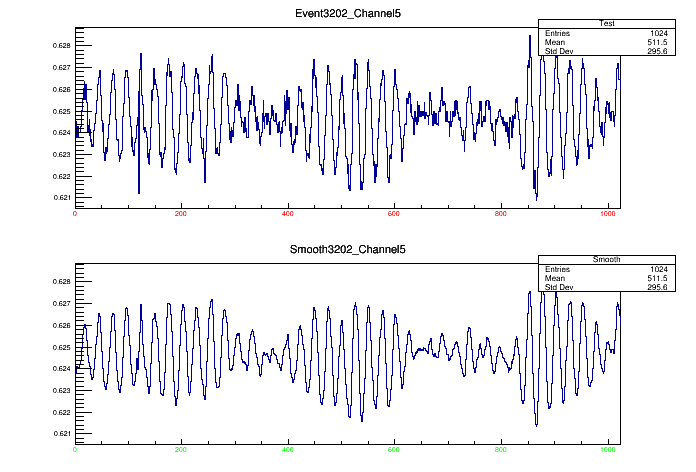 Event3202_Channel5
Test
Entries 1024
Mean 511.5
Std Dev 295.6
0.628
0.627
0.626
0.625
0.624
0.623
0.622
0.621
0 200 400 600 800 1000
Smooth3202_Channel5
Smooth
Entries 1024
Mean 511.5
Std Dev 295.6
0.628
0.627
0.626
0.625
0.624
0.623
0.622
0.621
0 200 400 600 800 1000